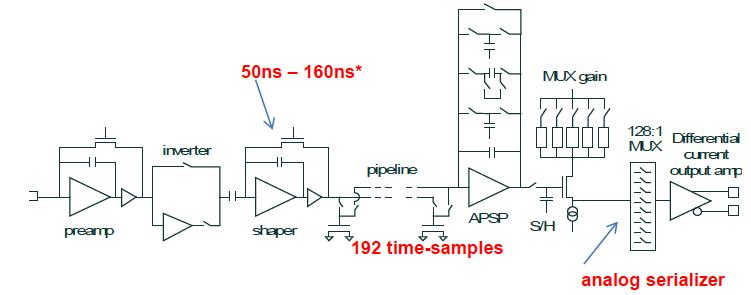 50ns – 160ns*
MUX gain
128:1
MUX
Differential
current
output amp
inverter
pipeline
preamp
shaper
APSP
S/H
192 time-samples
analog serializer